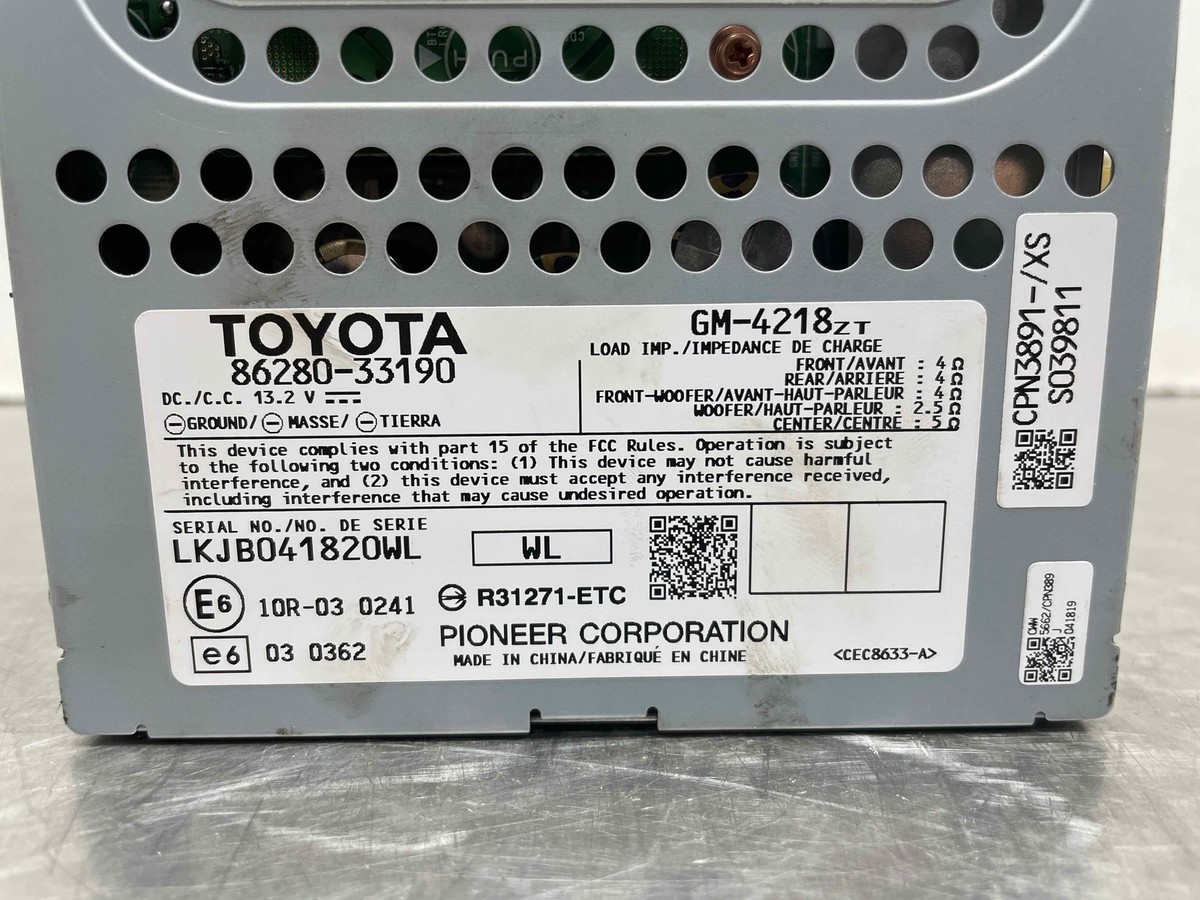 TOYOTA
86280-33190
DC./C.C. 13.2 V
GROUND/ MASSE/ TIERRA
GM-4218ZT
LOAD IMP./IMPEDANCE DE CHARGE
FRONT/AVANT : 4Ω
REAR/ARRIERE : 4Ω
FRONT-WOOFER/AVANT-HAUT-PARLEUR : 4Ω
WOOFER/HAUT-PARLEUR : 2.5Ω
CENTER/CENTRE : 5Ω
This device complies with part 15 of the FCC Rules. Operation is subject
to the following two conditions: (1) This device may not cause harmful
interference, and (2) this device must accept any interference received,
including interference that may cause undesired operation.
SERIAL NO./NO. DE SERIE
LKJB041820WL
WL
E6 10R-03 0241
R31271-ETC
e6 03 0362
PIONEER CORPORATION
MADE IN CHINA/FABRIQUÉ EN CHINE
<CEC8633-A>
CPN3891-/XS
S039811
CWW
5662/CPN389
J
041819